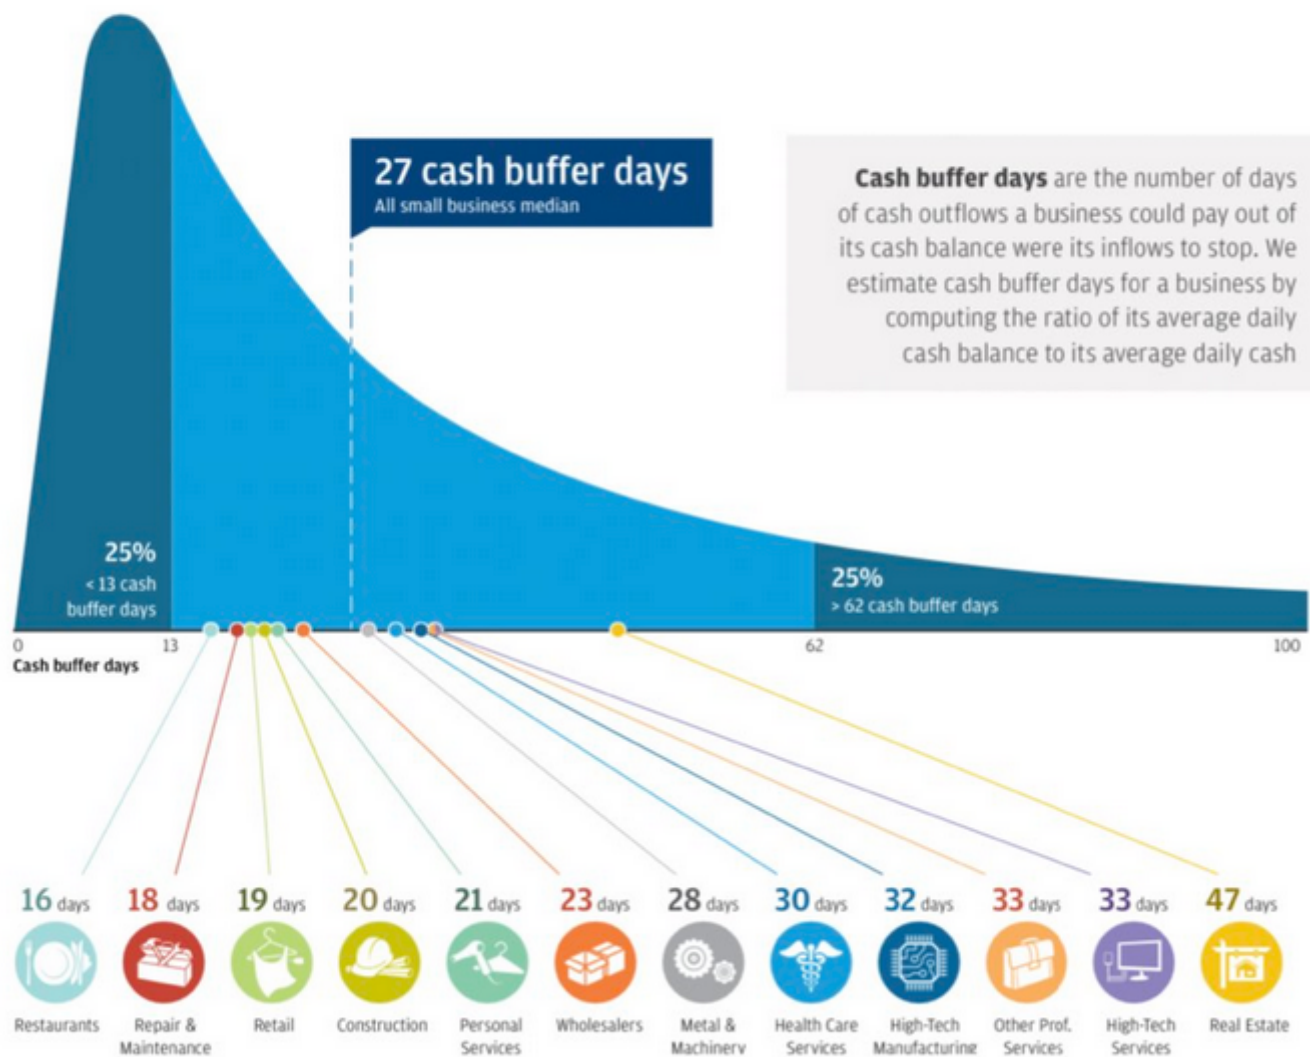 27 cash buffer days
All small business median
Cash buffer days are the number of days
of cash outflows a business could pay out of
its cash balance were its inflows to stop. We
estimate cash buffer days for a business by
computing the ratio of its average daily
cash balance to its average daily cash
25%
< 13 cash
buffer days
25%
> 62 cash buffer days
0 13 62 100
Cash buffer days
16 days 18 days 19 days 20 days 21 days 23 days 28 days 30 days 32 days 33 days 33 days 47 days
Restaurants Repair & Retail Construction Personal Wholesalers Metal & Health Care High-Tech Other Prof. High-Tech Real Estate
Maintenance Services Machinery Services Manufacturing Services Services